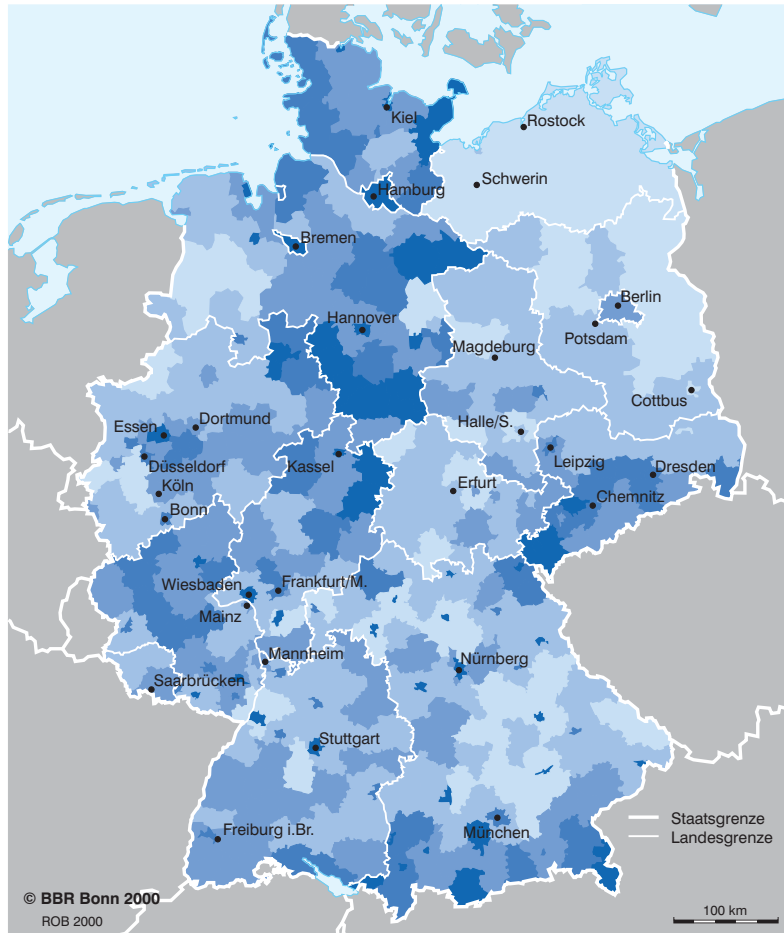 Kiel
Rostock
Schwerin
Hamburg
Bremen
Berlin
Hannover
Potsdam
Magdeburg
Cottbus
Dortmund
Essen
Halle/S.
Düsseldorf
Kassel
Leipzig
Dresden
Köln
Erfurt
Chemnitz
Bonn
Wiesbaden
Frankfurt/M.
Mainz
Mannheim
Nürnberg
Saarbrücken
Stuttgart
München
Freiburg i.Br.
Staatsgrenze
Landesgrenze
© BBR Bonn 2000
ROB 2000
100 km